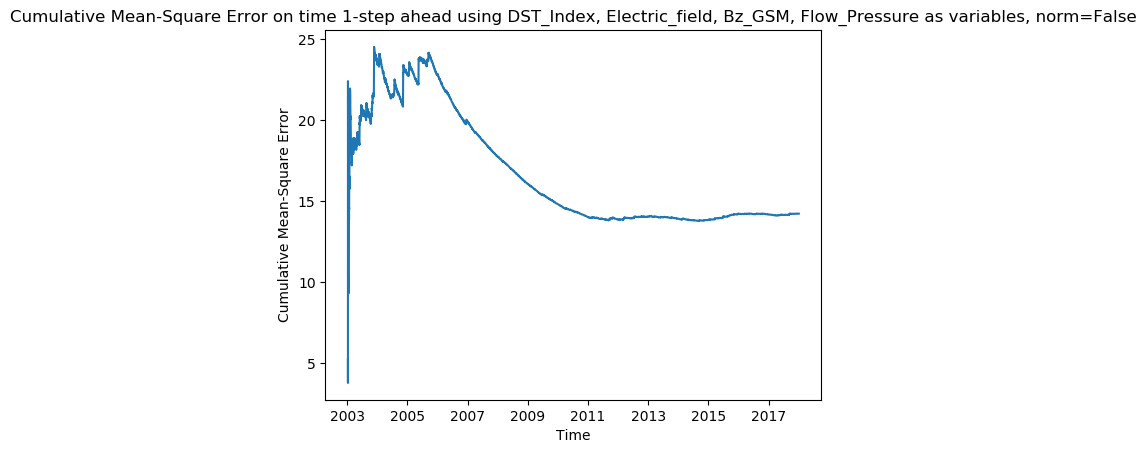 Cumulative Mean-Square Error on time 1-step ahead using DST_Index, Electric_field, Bz_GSM, Flow_Pressure as variables, norm=False
Cumulative Mean-Square Error
25
20
15
10
5
2003 2005 2007 2009 2011 2013 2015 2017
Time